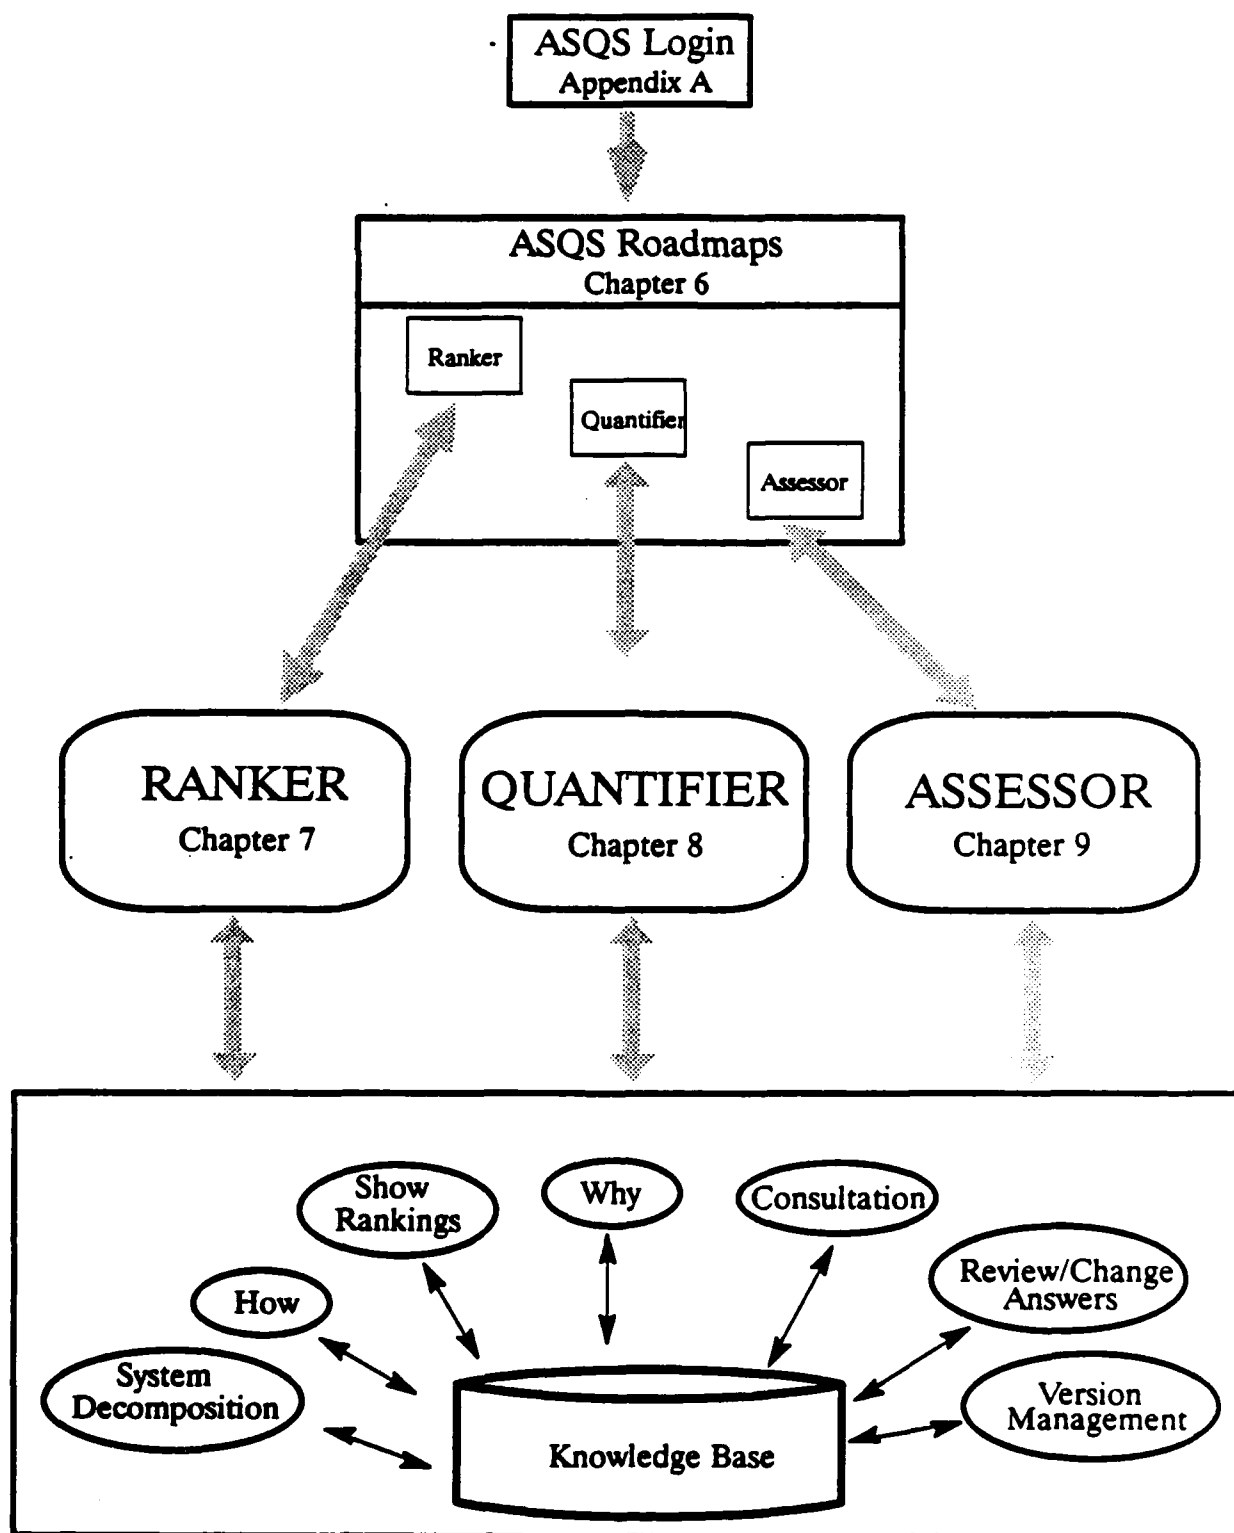 ASQS Login
Appendix A
ASQS Roadmaps
Chapter 6
Ranker
Quantifier
Assessor
RANKER
Chapter 7
QUANTIFIER
Chapter 8
ASSESSOR
Chapter 9
Show
Rankings
Why
Consultation
Review/Change
Answers
How
System
Decomposition
Version
Management
Knowledge Base